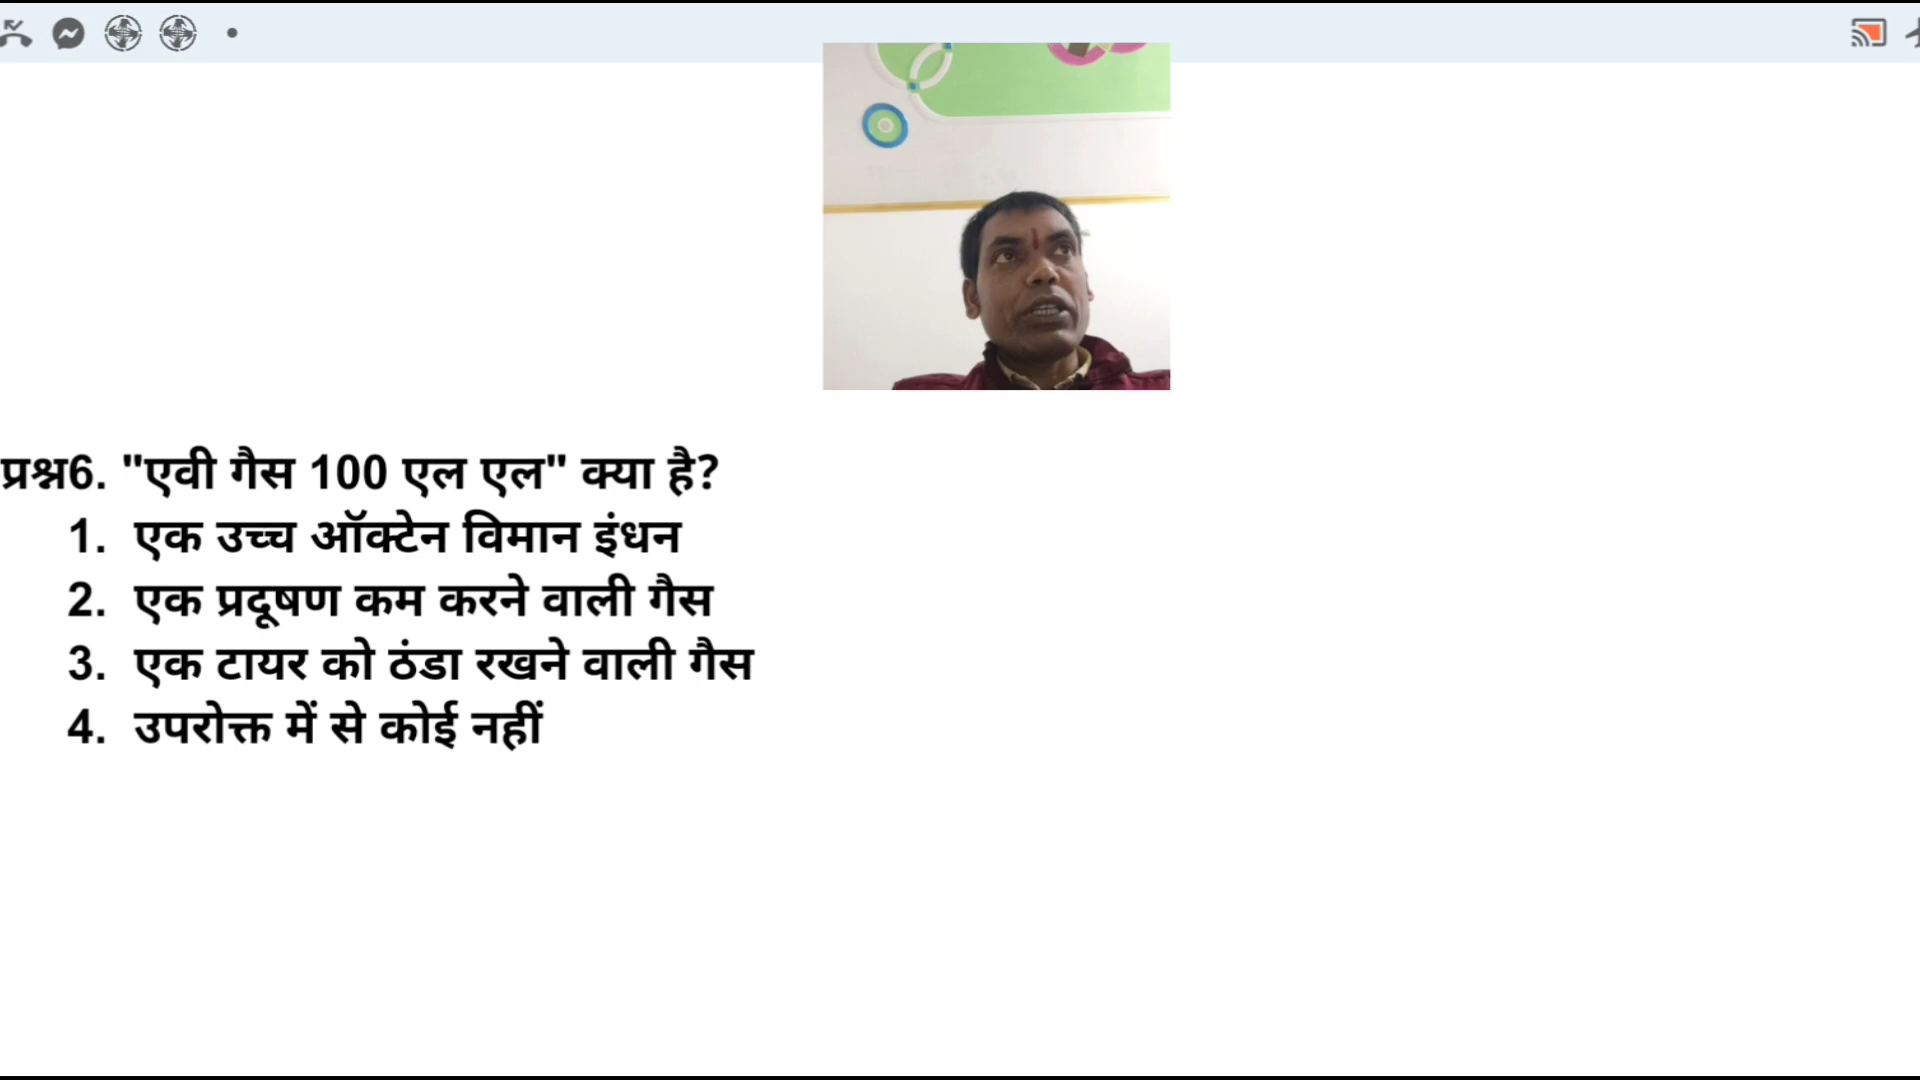 प्रश्न6. "एवी गैस 100 एल एल" क्या है?
1. एक उच्च ऑक्टेन विमान इंधन
2. एक प्रदूषण कम करने वाली गैस
3. एक टायर को ठंडा रखने वाली गैस
4. उपरोक्त में से कोई नहीं